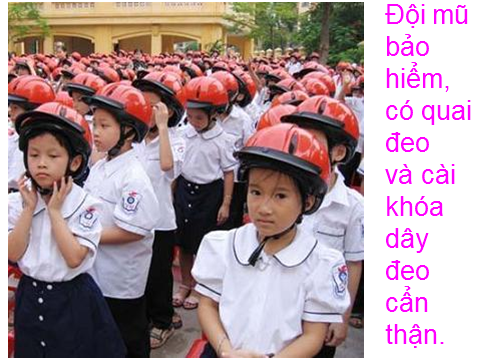 Đội mũ
bảo
hiểm,
có quai
đeo
và cài
khóa
dây
đeo
cẩn
thận.